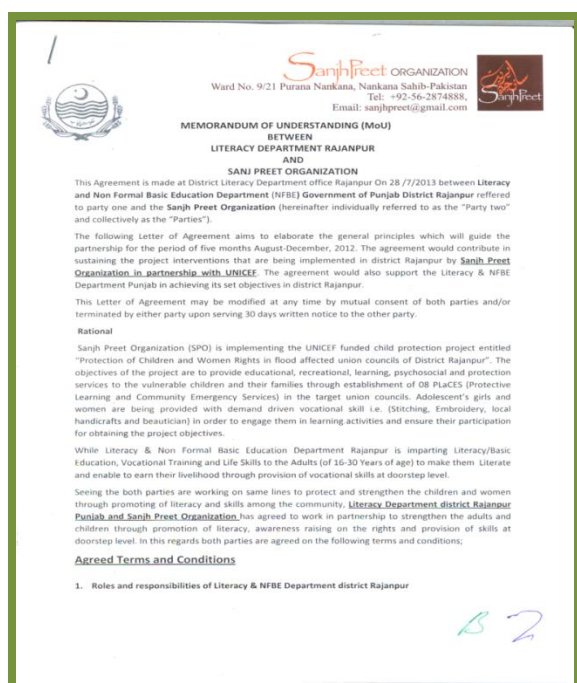 1
SanjhPreet ORGANIZATION
Ward No. 9/21 Purana Nankana, Nankana Sahib-Pakistan
Tel: +92-56-2874888,
Email: sanjhpreet@gmail.com
SanjhPreet
MEMORANDUM OF UNDERSTANDING (MoU)
BETWEEN
LITERACY DEPARTMENT RAJANPUR
AND
SANJ PREET ORGANIZATION
This Agreement is made at District Literacy Department office Rajanpur On 28 /7/2013 between Literacy
and Non Formal Basic Education Department (NFBE) Government of Punjab District Rajanpur reffered
to party one and the Sanjh Preet Organization (hereinafter individually referred to as the "Party two"
and collectively as the "Parties").
The following Letter of Agreement aims to elaborate the general principles which will guide the
partnership for the period of five months August-December, 2012. The agreement would contribute in
sustaining the project interventions that are being implemented in district Rajanpur by Sanjh Preet
Organization in partnership with UNICEF. The agreement would also support the Literacy & NFBE
Department Punjab in achieving its set objectives in district Rajanpur.
This Letter of Agreement may be modified at any time by mutual consent of both parties and/or
terminated by either party upon serving 30 days written notice to the other party.
Rational
Sanjh Preet Organization (SPO) is implementing the UNICEF funded child protection project entitled
"Protection of Children and Women Rights in flood affected union councils of District Rajanpur". The
objectives of the project are to provide educational, recreational, learning, psychosocial and protection
services to the vulnerable children and their families through establishment of 08 PLaCES (Protective
Learning and Community Emergency Services) in the target union councils. Adolescent's girls and
women are being provided with demand driven vocational skill i.e. (Stitching, Embroidery, local
handicrafts and beautician) in order to engage them in learning activities and ensure their participation
for obtaining the project objectives.
While Literacy & Non Formal Basic Education Department Rajanpur is imparting Literacy/Basic
Education, Vocational Training and Life Skills to the Adults (of 16-30 Years of age) to make them Literate
and enable to earn their livelihood through provision of vocational skills at doorstep level.
Seeing the both parties are working on same lines to protect and strengthen the children and women
through promoting of literacy and skills among the community, Literacy Department district Rajanpur
Punjab and Sanjh Preet Organization has agreed to work in partnership to strengthen the adults and
children through promotion of literacy, awareness raising on the rights and provision of skills at
doorstep level. In this regards both parties are agreed on the following terms and conditions;
Agreed Terms and Conditions
1. Roles and responsibilities of Literacy & NFBE Department district Rajanpur